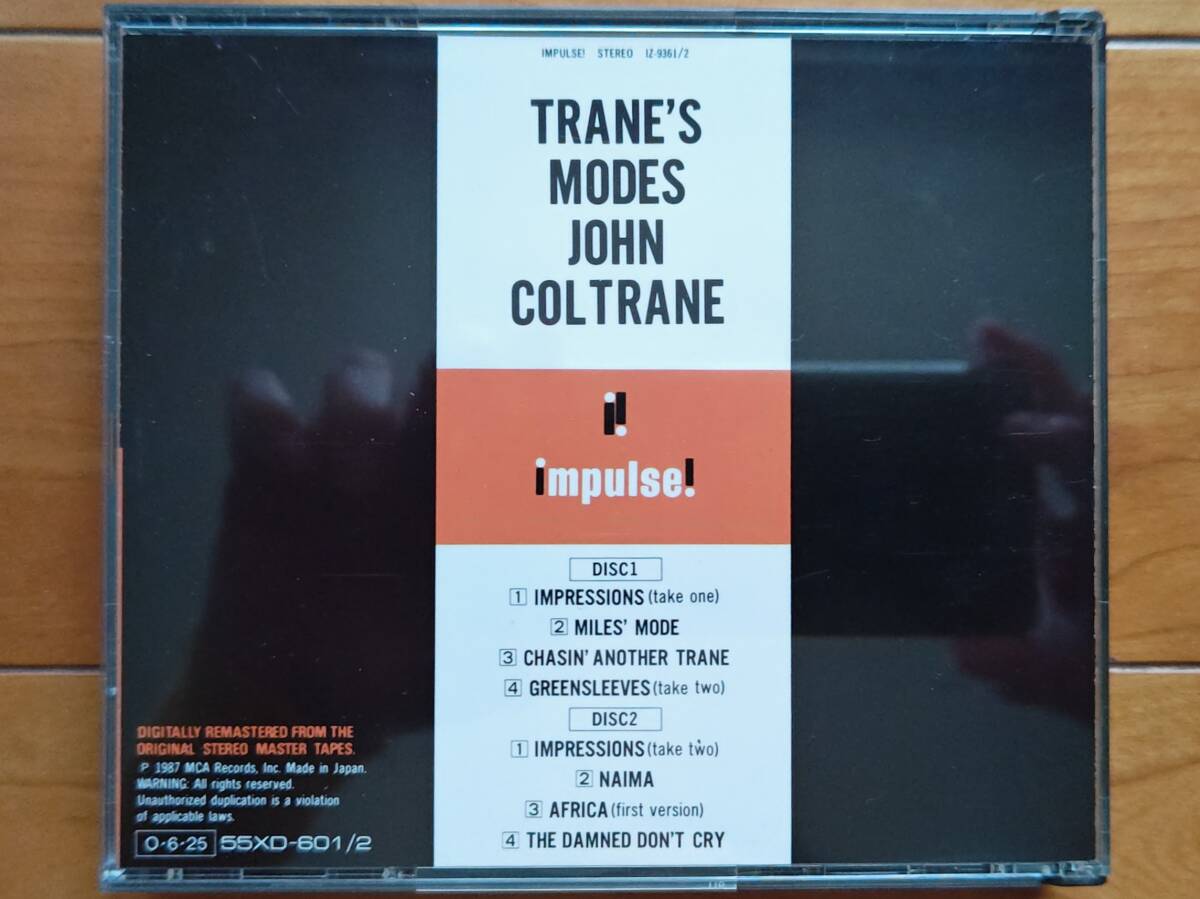 IMPULSE! STEREO IZ-9361/2
TRANE'S
MODES
JOHN
COLTRANE
i!
impulse!
DISC1
1 IMPRESSIONS (take one)
2 MILES' MODE
3 CHASIN' ANOTHER TRANE
4 GREENSLEEVES (take two)
DISC2
1 IMPRESSIONS (take two)
2 NAIMA
3 AFRICA (first version)
4 THE DAMNED DON'T CRY
DIGITALLY REMASTERED FROM THE
ORIGINAL STEREO MASTER TAPES.
℗ 1987 MCA Records, Inc. Made in Japan.
WARNING: All rights reserved.
Unauthorized duplication is a violation
of applicable laws.
O·6·25 55XD-601/2